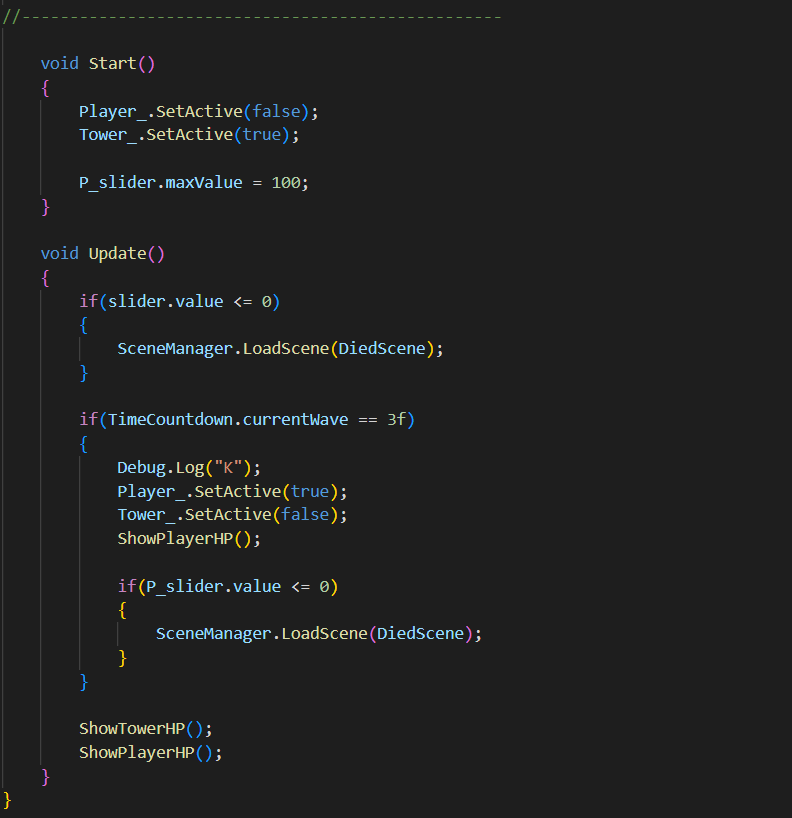 //--------------------------------------------------
void Start()
{
Player_.SetActive(false);
Tower_.SetActive(true);
P_slider.maxValue = 100;
}
void Update()
{
if(slider.value <= 0)
{
SceneManager.LoadScene(DiedScene);
}
if(TimeCountdown.currentWave == 3f)
{
Debug.Log("K");
Player_.SetActive(true);
Tower_.SetActive(false);
ShowPlayerHP();
if(P_slider.value <= 0)
{
SceneManager.LoadScene(DiedScene);
}
}
ShowTowerHP();
ShowPlayerHP();
}
}